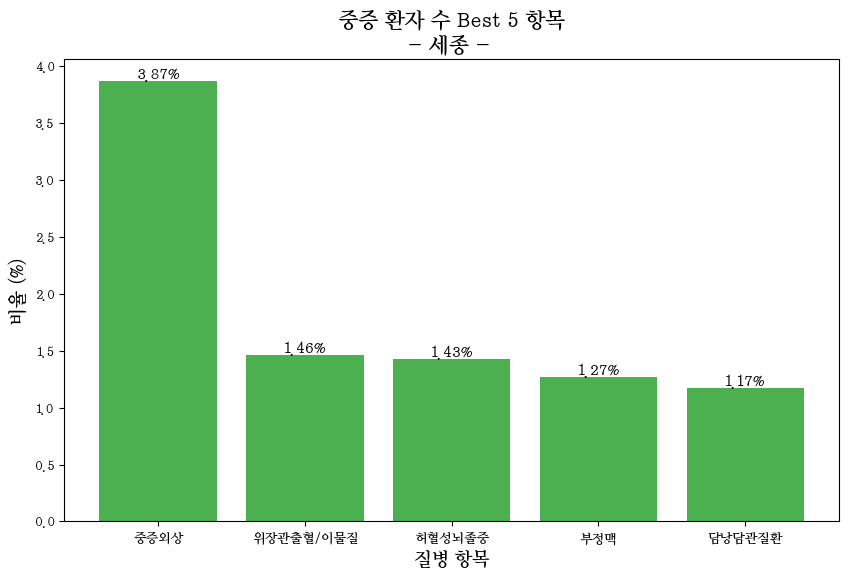 중증 환자 수 Best 5 항목
- 세종 -
비율 (%)
4.0
3.5
3.0
2.5
2.0
1.5
1.0
0.5
0.0
3.87%
1.46%
1.43%
1.27%
1.17%
중증외상
위장관출혈/이물질
허혈성뇌졸중
부정맥
담낭담관질환
질병 항목